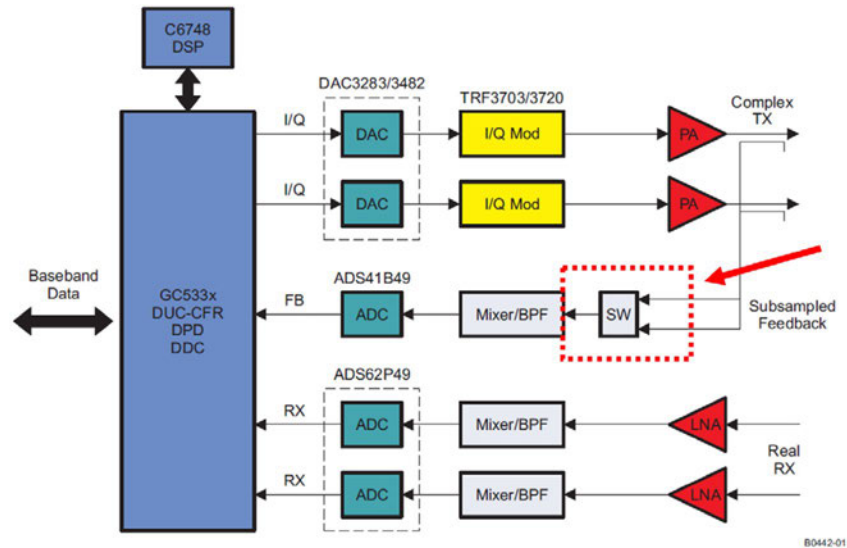 C6748
DSP
DAC3283/3482
TRF3703/3720
Complex
TX
I/Q
DAC
I/Q Mod
PA
I/Q
DAC
I/Q Mod
PA
Baseband
Data
GC533x
DUC-CFR
DPD
DDC
ADS41B49
FB
ADC
Mixer/BPF
SW
Subsampled
Feedback
ADS62P49
RX
ADC
Mixer/BPF
LNA
Real
RX
RX
ADC
Mixer/BPF
LNA
B0442-01